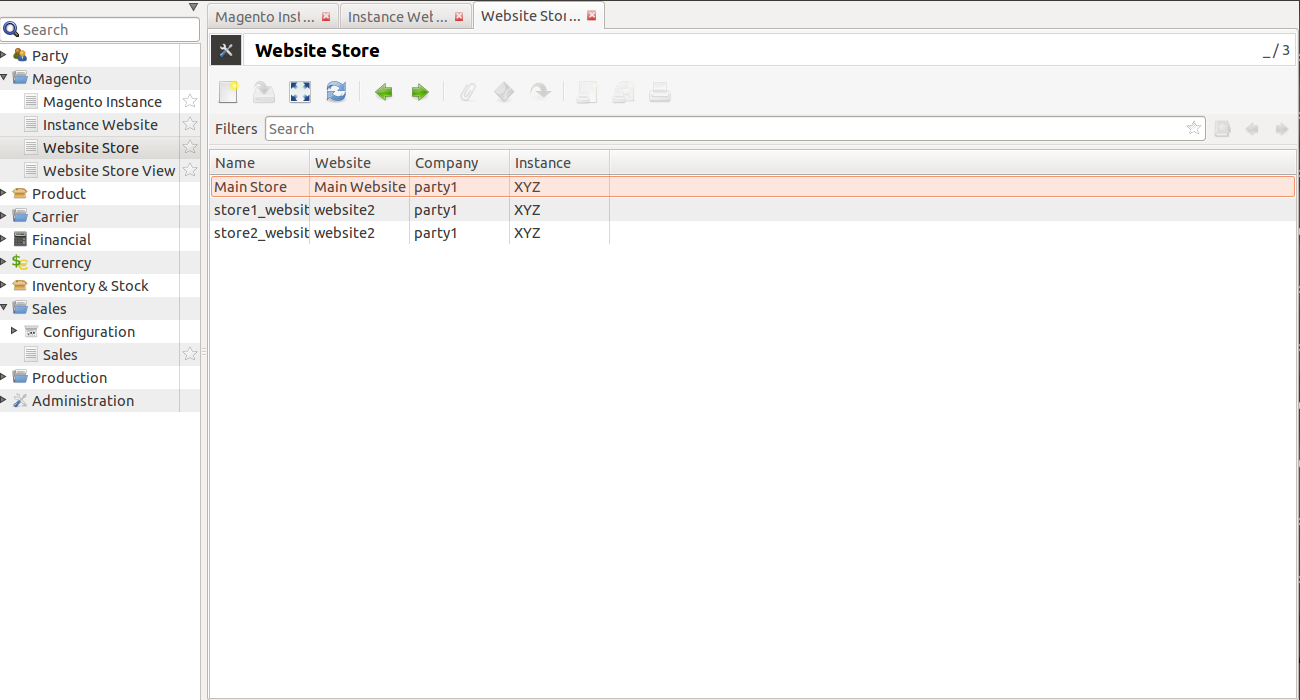 Magento Inst... Instance Wet... Website Stor...
Search
Website Store
_ / 3
Party
Magento
Magento Instance
Instance Website
Website Store
Website Store View
Product
Carrier
Financial
Currency
Inventory & Stock
Sales
Configuration
Sales
Production
Administration
Filters Search
Name Website Company Instance
Main Store Main Website party1 XYZ
store1_websit website2 party1 XYZ
store2_websit website2 party1 XYZ